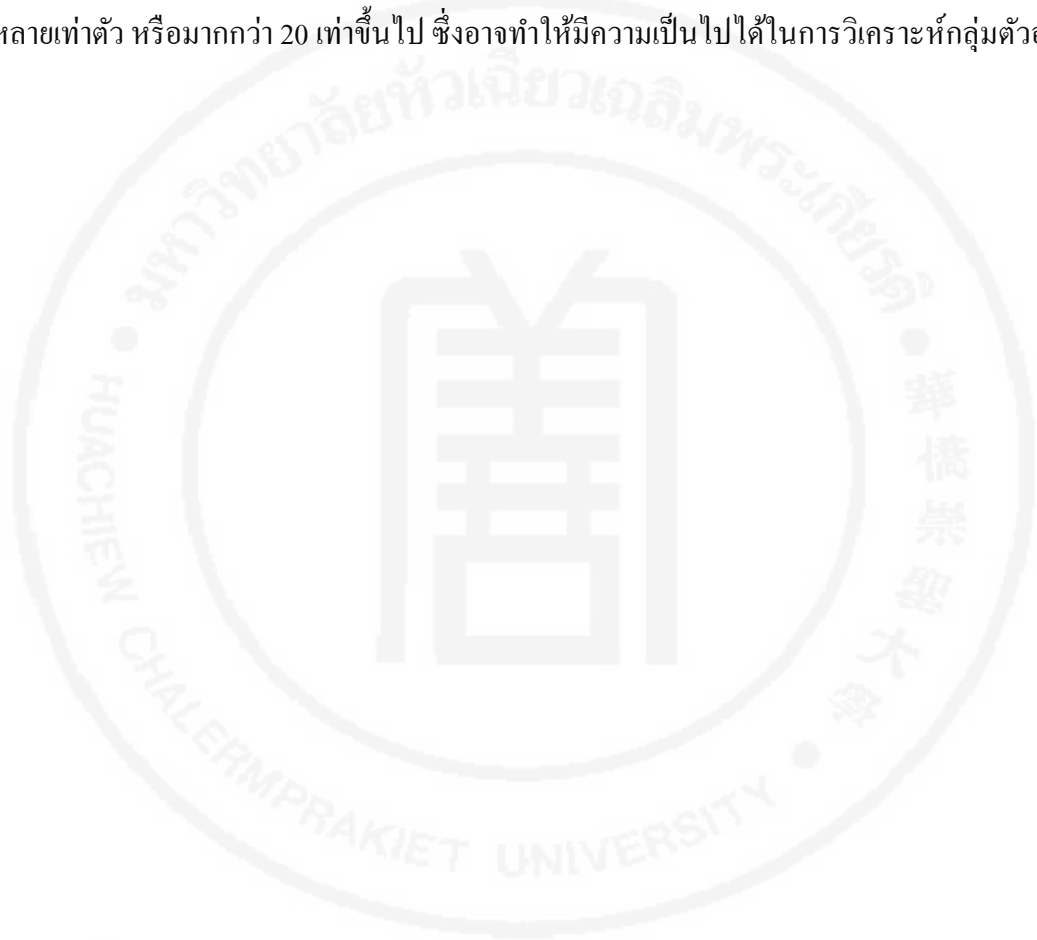 หลายเท่าตัว หรือมากกว่า 20 เท่าขึ้นไป ซึ่งอาจทำให้มีความเป็นไปได้ในการวิเคราะห์กลุ่มตัว
มหาวิทยาลัยหัวเฉียวเฉลิมพระเกียรติ
華僑崇聖大學
HUACHIEW CHALERMPRAKIET UNIVERSITY